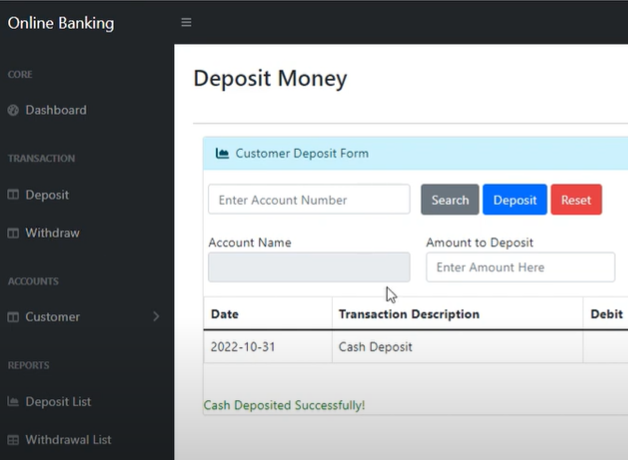 Online Banking
CORE
Dashboard
TRANSACTION
Deposit
Withdraw
ACCOUNTS
Customer
REPORTS
Deposit List
Withdrawal List
Deposit Money
Customer Deposit Form
Enter Account Number Search Deposit Reset
Account Name Amount to Deposit
Enter Amount Here
Date Transaction Description Debit
2022-10-31 Cash Deposit
Cash Deposited Successfully!